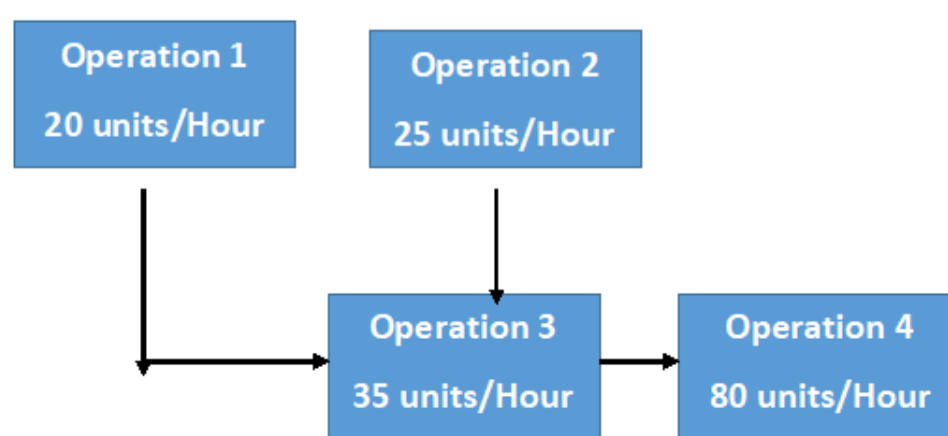 Operation 1
20 units/Hour
Operation 2
25 units/Hour
Operation 3
35 units/Hour
Operation 4
80 units/Hour